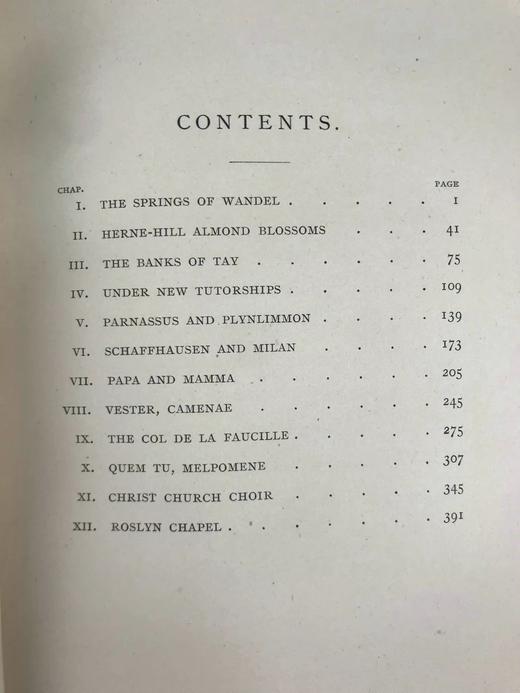 CONTENTS.
CHAP. PAGE
I. THE SPRINGS OF WANDEL . . . . . 1
II. HERNE-HILL ALMOND BLOSSOMS . . . 41
III. THE BANKS OF TAY . . . . . . 75
IV. UNDER NEW TUTORSHIPS . . . . . 109
V. PARNASSUS AND PLYNLIMMON . . . . 139
VI. SCHAFFHAUSEN AND MILAN . . . . 173
VII. PAPA AND MAMMA . . . . . . 205
VIII. VESTER, CAMENAE . . . . . . 245
IX. THE COL DE LA FAUCILLE . . . . . 275
X. QUEM TU, MELPOMENE . . . . . 307
XI. CHRIST CHURCH CHOIR . . . . . 345
XII. ROSLYN CHAPEL . . . . . . . 391